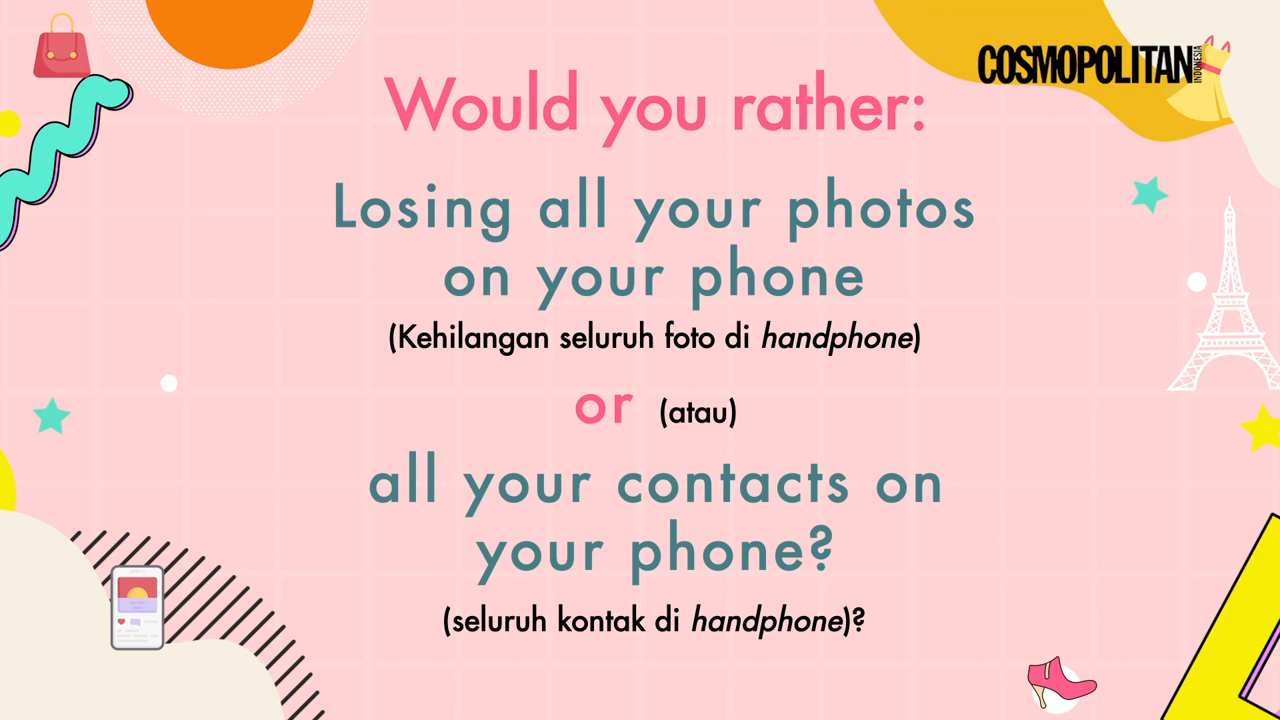 COSMOPOLITAN
INDONESIA
Would you rather:
Losing all your photos
on your phone
(Kehilangan seluruh foto di handphone)
or (atau)
all your contacts on
your phone?
(seluruh kontak di handphone)?